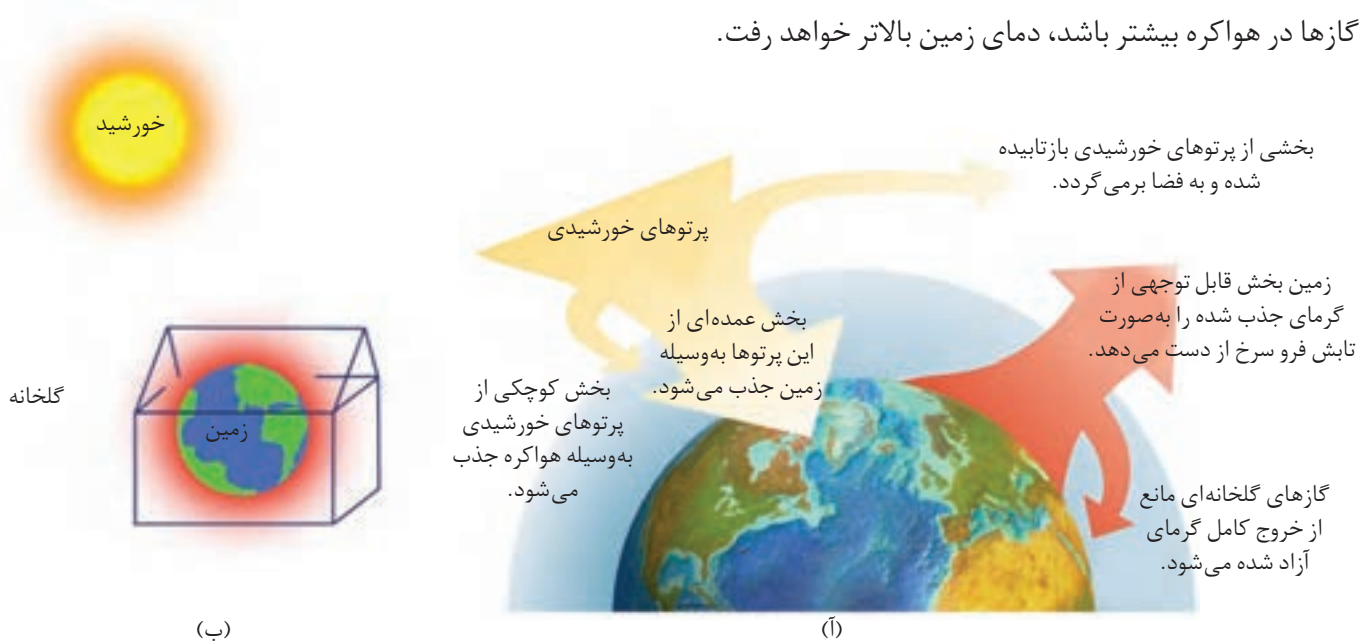 گازها در هواکره بیشتر باشد، دمای زمین بالاتر خواهد رفت.
خورشید
بخشی از پرتوهای خورشیدی بازتابیده
شده و به فضا برمی‌گردد.
پرتوهای خورشیدی
زمین بخش قابل توجهی از
گرمای جذب شده را به‌صورت
تابش فرو سرخ از دست می‌دهد.
بخش عمده‌ای از
این پرتوها به‌وسیله
زمین جذب می‌شود.
بخش کوچکی از
پرتوهای خورشیدی
به‌وسیله هواکره جذب
می‌شود.
گازهای گلخانه‌ای مانع
از خروج کامل گرمای
آزاد شده می‌شود.
(آ)
گلخانه
زمین
(ب)